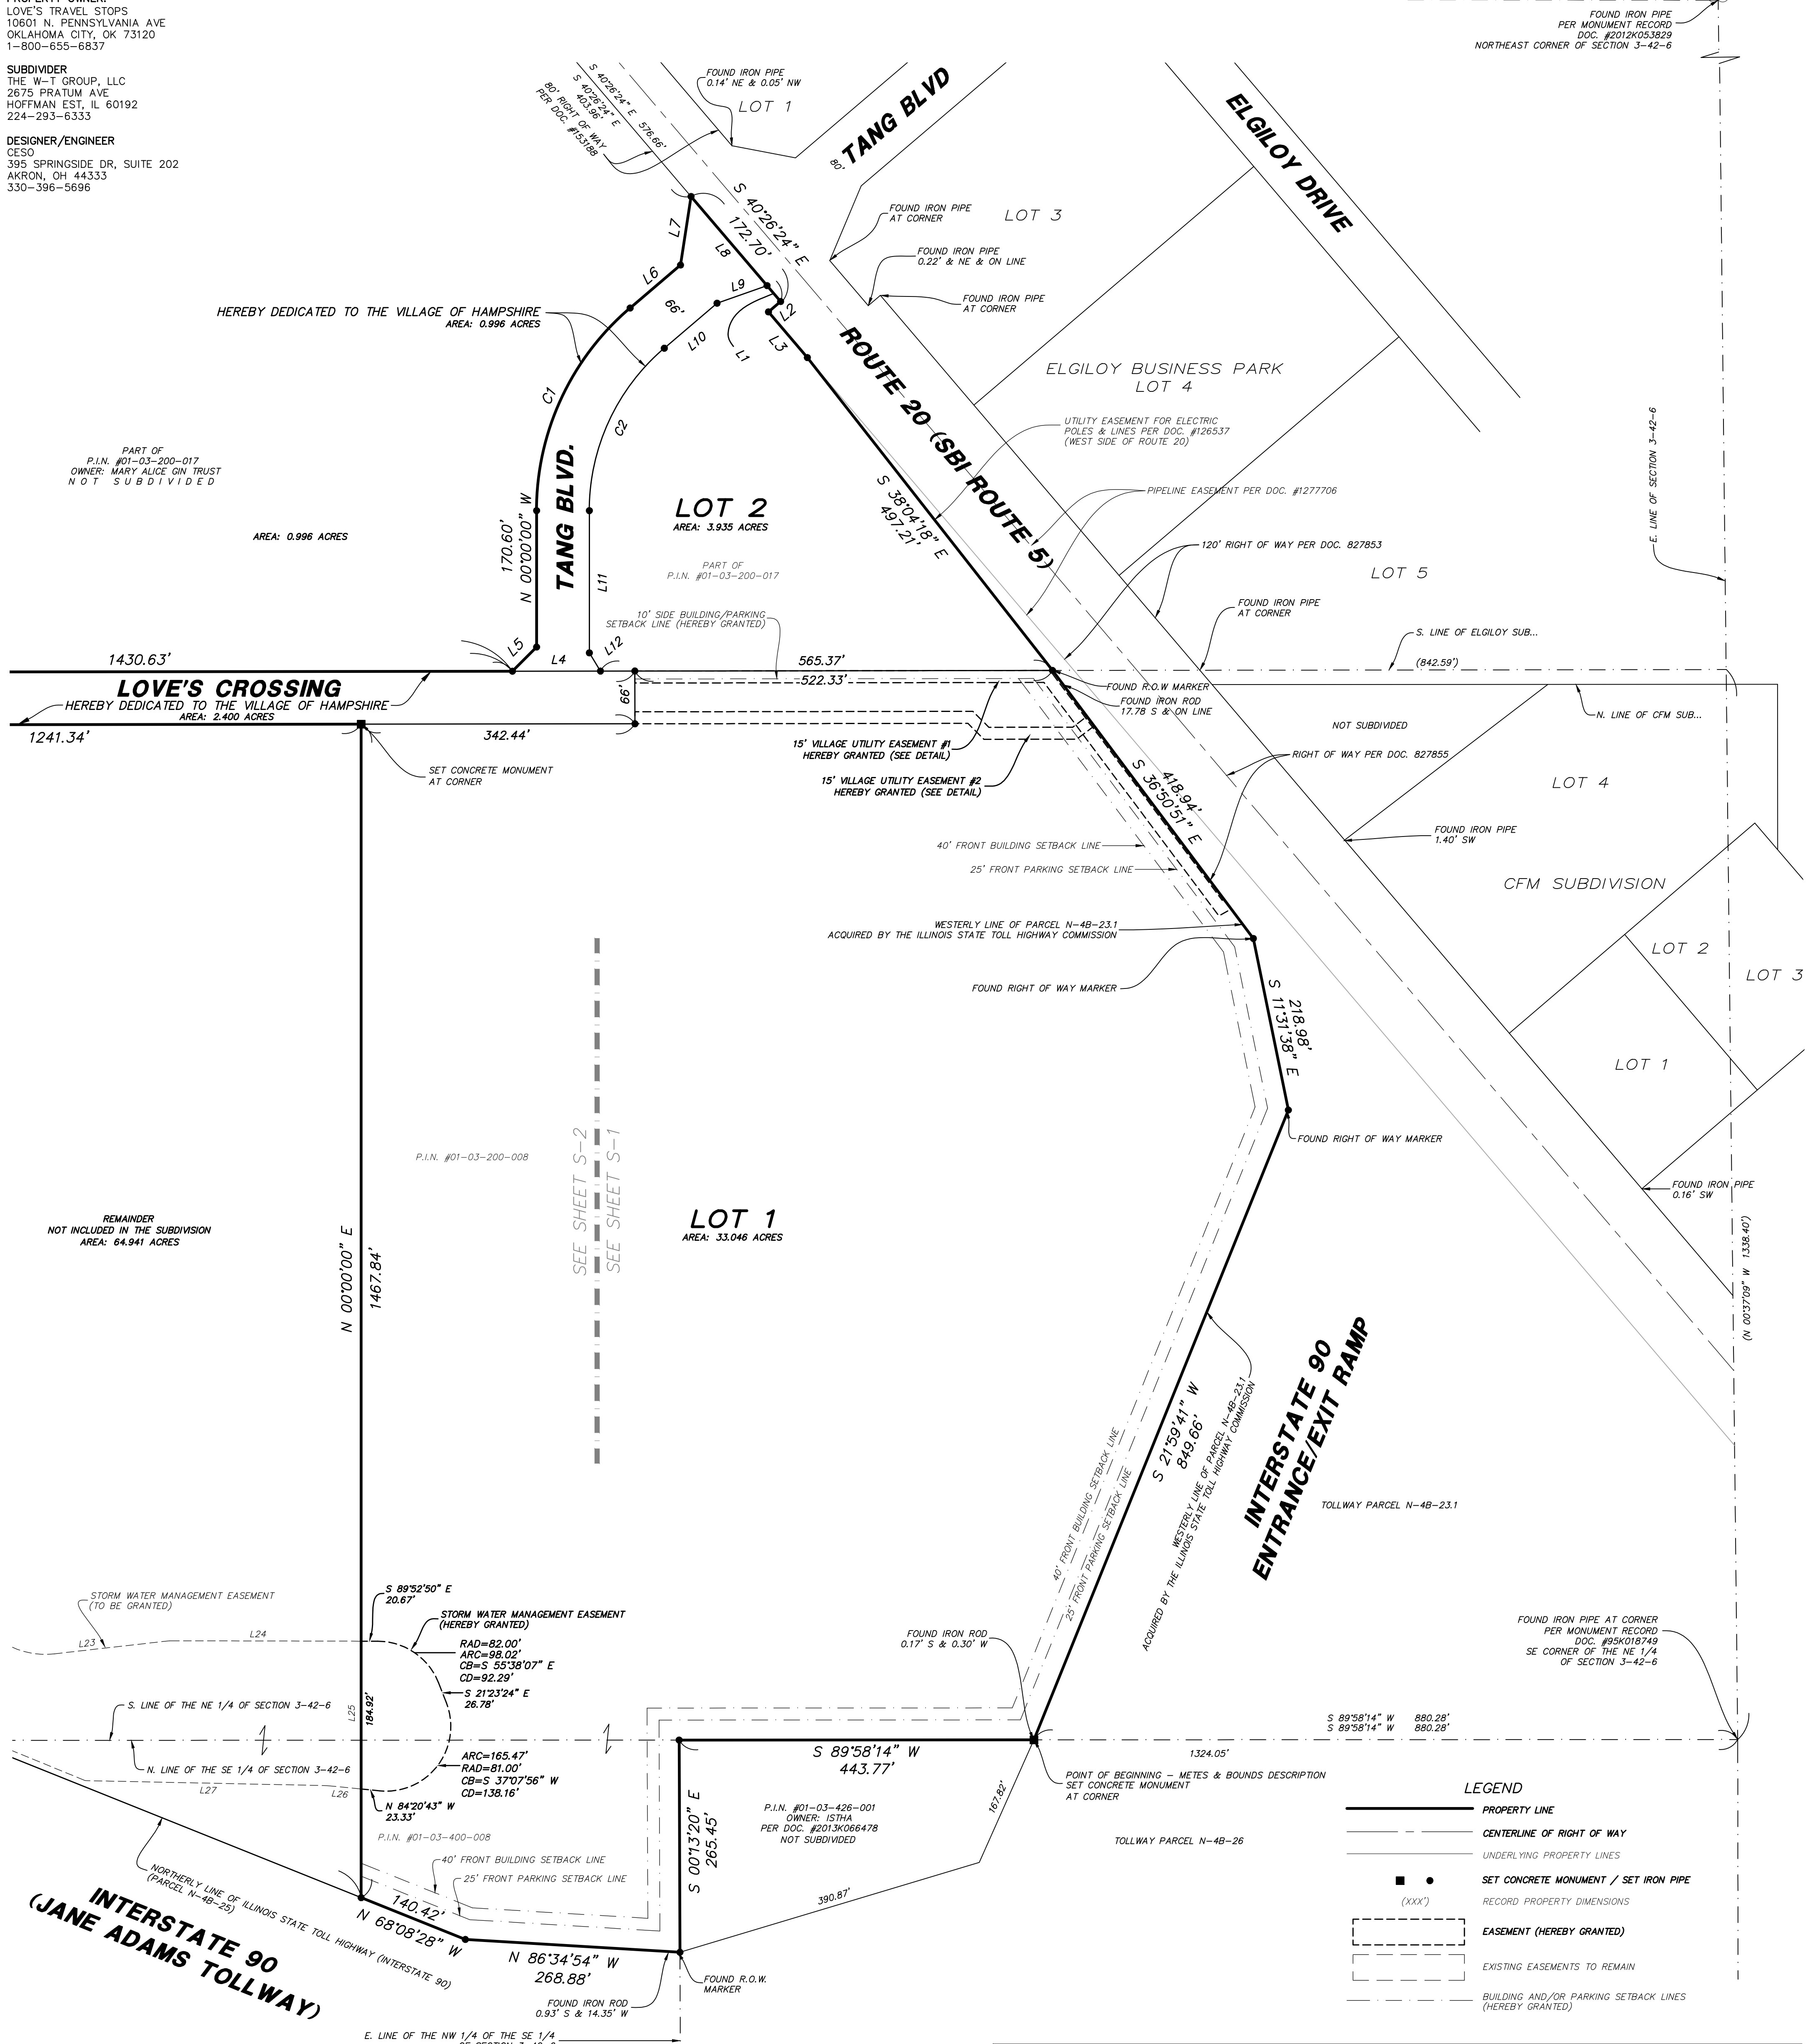 PROPERTY OWNER:
LOVE'S TRAVEL STOPS
10601 N. PENNSYLVANIA AVE
OKLAHOMA CITY, OK 73120
1-800-655-6837
SUBDIVIDER
THE W-T GROUP, LLC
2675 PRATUM AVE
HOFFMAN EST, IL 60192
224-293-6333
DESIGNER/ENGINEER
CESO
395 SPRINGSIDE DR, SUITE 202
AKRON, OH 44333
330-396-5696
FOUND IRON PIPE
PER MONUMENT RECORD
DOC. #2012K053829
NORTHEAST CORNER OF SECTION 3-42-6
S 40°26'24" E 576.66'
S 40°26'24" E
403.96'
80' RIGHT OF WAY
PER DOC. #153188
FOUND IRON PIPE
0.14' NE & 0.05' NW
LOT 1
TANG BLVD
80'
ELGILOY DRIVE
FOUND IRON PIPE
AT CORNER
LOT 3
FOUND IRON PIPE
0.22' & NE & ON LINE
FOUND IRON PIPE
AT CORNER
S 40°26'24" E
172.70'
L7
L8
L6
L9
66'
L2
L10
L3
L1
HEREBY DEDICATED TO THE VILLAGE OF HAMPSHIRE
AREA: 0.996 ACRES
ROUTE 20 (SBI ROUTE 5)
ELGILOY BUSINESS PARK
LOT 4
C1
C2
UTILITY EASEMENT FOR ELECTRIC
POLES & LINES PER DOC. #126537
(WEST SIDE OF ROUTE 20)
E. LINE OF SECTION 3-42-6
PART OF
P.I.N. #01-03-200-017
OWNER: MARY ALICE GIN TRUST
NOT SUBDIVIDED
AREA: 0.996 ACRES
N 00°00'00" W
170.60'
TANG BLVD.
LOT 2
AREA: 3.935 ACRES
S 38°04'18" E
497.21'
PIPELINE EASEMENT PER DOC. #1277706
120' RIGHT OF WAY PER DOC. 827853
LOT 5
PART OF
P.I.N. #01-03-200-017
L11
10' SIDE BUILDING/PARKING
SETBACK LINE (HEREBY GRANTED)
FOUND IRON PIPE
AT CORNER
S. LINE OF ELGILOY SUB...
(842.59')
L5
L4
L12
1430.63'
565.37'
522.33'
LOVE'S CROSSING
HEREBY DEDICATED TO THE VILLAGE OF HAMPSHIRE
AREA: 2.400 ACRES
66'
FOUND R.O.W MARKER
FOUND IRON ROD
17.78 S & ON LINE
NOT SUBDIVIDED
N. LINE OF CFM SUB...
1241.34'
342.44'
15' VILLAGE UTILITY EASEMENT #1
HEREBY GRANTED (SEE DETAIL)
RIGHT OF WAY PER DOC. 827855
SET CONCRETE MONUMENT
AT CORNER
15' VILLAGE UTILITY EASEMENT #2
HEREBY GRANTED (SEE DETAIL)
418.94'
S 36°50'51" E
LOT 4
FOUND IRON PIPE
1.40' SW
40' FRONT BUILDING SETBACK LINE
25' FRONT PARKING SETBACK LINE
CFM SUBDIVISION
WESTERLY LINE OF PARCEL N-4B-23.1
ACQUIRED BY THE ILLINOIS STATE TOLL HIGHWAY COMMISSION
LOT 2
LOT 3
FOUND RIGHT OF WAY MARKER
218.98'
S 11°31'38" E
LOT 1
FOUND RIGHT OF WAY MARKER
P.I.N. #01-03-200-008
SEE SHEET S-2
SEE SHEET S-1
FOUND IRON PIPE
0.16' SW
REMAINDER
NOT INCLUDED IN THE SUBDIVISION
AREA: 64.941 ACRES
LOT 1
AREA: 33.046 ACRES
N 00°00'00" E
1467.84'
(N 00°37'09" W 1338.40')
S 21°59'41" W
849.66'
WESTERLY LINE OF PARCEL N-4B-23.1
ACQUIRED BY THE ILLINOIS STATE TOLL HIGHWAY COMMISSION
INTERSTATE 90
ENTRANCE/EXIT RAMP
40' FRONT BUILDING SETBACK LINE
25' FRONT PARKING SETBACK LINE
TOLLWAY PARCEL N-4B-23.1
STORM WATER MANAGEMENT EASEMENT
(TO BE GRANTED)
S 89°52'50" E
20.67'
STORM WATER MANAGEMENT EASEMENT
(HEREBY GRANTED)
L23
L24
RAD=82.00'
ARC=98.02'
CB=S 55°38'07" E
CD=92.29'
S 21°23'24" E
26.78'
FOUND IRON ROD
0.17' S & 0.30' W
FOUND IRON PIPE AT CORNER
PER MONUMENT RECORD
DOC. #95K018749
SE CORNER OF THE NE 1/4
OF SECTION 3-42-6
S. LINE OF THE NE 1/4 OF SECTION 3-42-6
L25
184.92'
S 89°58'14" W 880.28'
S 89°58'14" W 880.28'
N. LINE OF THE SE 1/4 OF SECTION 3-42-6
ARC=165.47'
RAD=81.00'
CB=S 37°07'56" W
CD=138.16'
S 89°58'14" W
443.77'
1324.05'
L27
L26
N 84°20'43" W
23.33'
POINT OF BEGINNING - METES & BOUNDS DESCRIPTION
SET CONCRETE MONUMENT
AT CORNER
167.82'
P.I.N. #01-03-426-001
OWNER: ISTHA
PER DOC. #2013K066478
NOT SUBDIVIDED
TOLLWAY PARCEL N-4B-26
P.I.N. #01-03-400-008
40' FRONT BUILDING SETBACK LINE
25' FRONT PARKING SETBACK LINE
S 00°13'20" E
265.45'
390.87'
NORTHERLY LINE OF ILLINOIS STATE TOLL HIGHWAY (INTERSTATE 90)
(PARCEL N-4B-25)
INTERSTATE 90
(JANE ADAMS TOLLWAY)
140.42'
N 68°08'28" W
N 86°34'54" W
268.88'
FOUND R.O.W.
MARKER
FOUND IRON ROD
0.93' S & 14.35' W
E. LINE OF THE NW 1/4 OF THE SE 1/4
LEGEND
PROPERTY LINE
CENTERLINE OF RIGHT OF WAY
UNDERLYING PROPERTY LINES
SET CONCRETE MONUMENT / SET IRON PIPE
(XXX') RECORD PROPERTY DIMENSIONS
EASEMENT (HEREBY GRANTED)
EXISTING EASEMENTS TO REMAIN
BUILDING AND/OR PARKING SETBACK LINES
(HEREBY GRANTED)